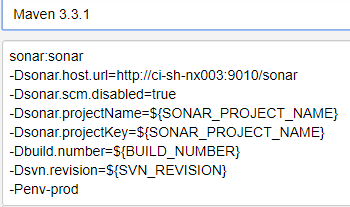 Maven 3.3.1
sonar:sonar
-Dsonar.host.url=http://ci-sh-nx003:9010/sonar
-Dsonar.scm.disabled=true
-Dsonar.projectName=${SONAR_PROJECT_NAME}
-Dsonar.projectKey=${SONAR_PROJECT_NAME}
-Dbuild.number=${BUILD_NUMBER}
-Dsvn.revision=${SVN_REVISION}
-Penv-prod